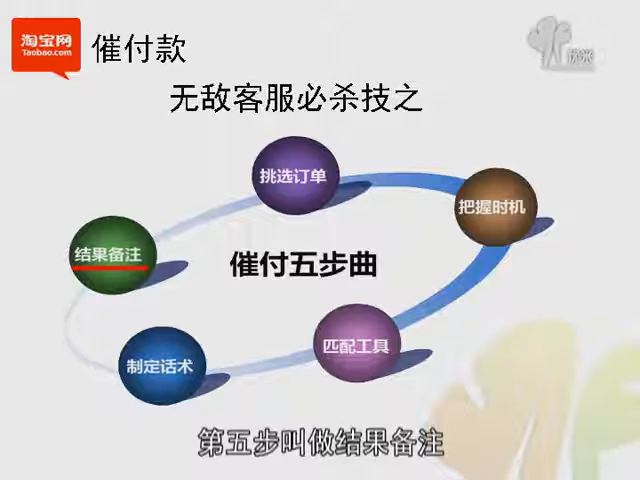 淘宝网
Taobao.com
催付款
优米
无敌客服必杀技之
挑选订单
把握时机
结果备注
催付五步曲
匹配工具
制定话术
第五步叫做结果备注